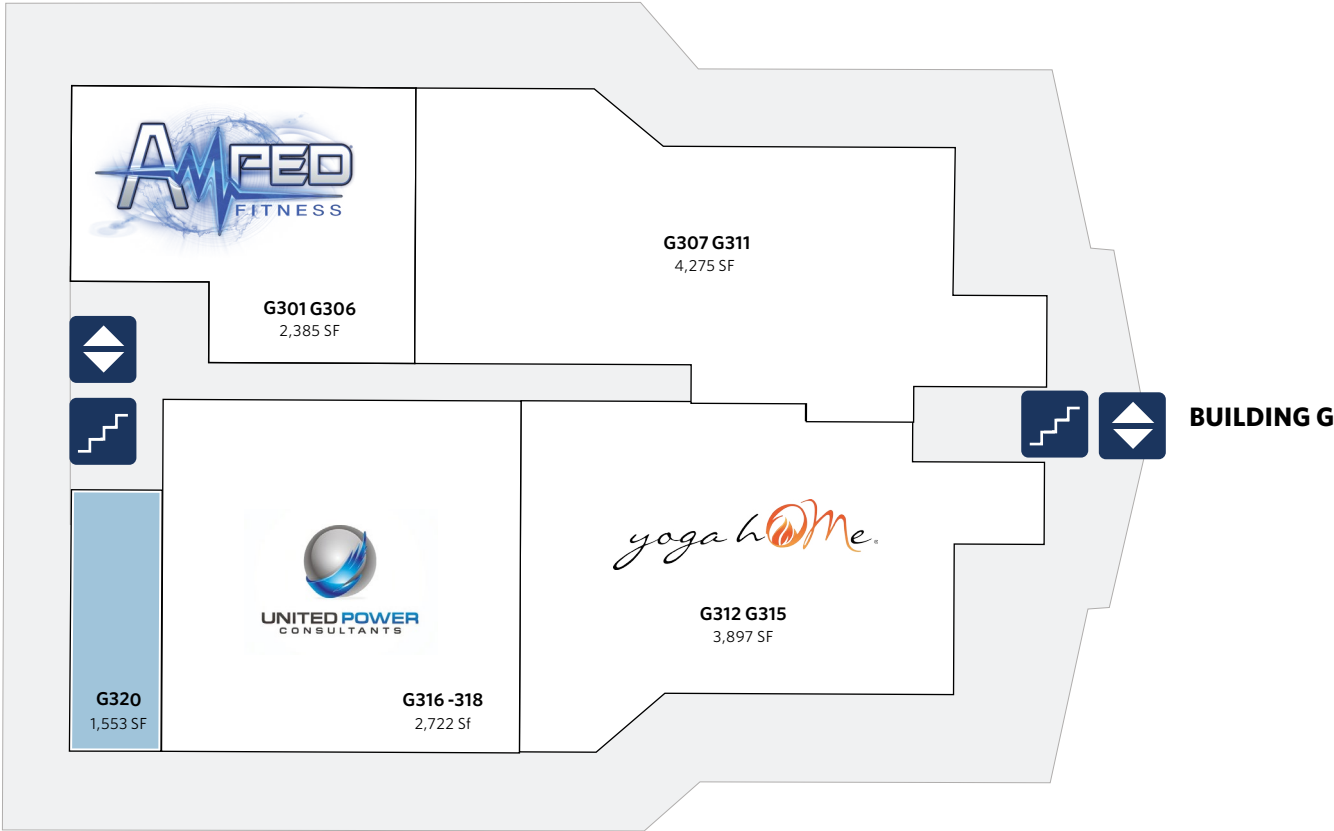 AMPED
FITNESS
G301 G306
2,385 SF
G307 G311
4,275 SF
BUILDING G
yoga hOMe®
G312 G315
3,897 SF
UNITED POWER
CONSULTANTS
G316 -318
2,722 Sf
G320
1,553 SF